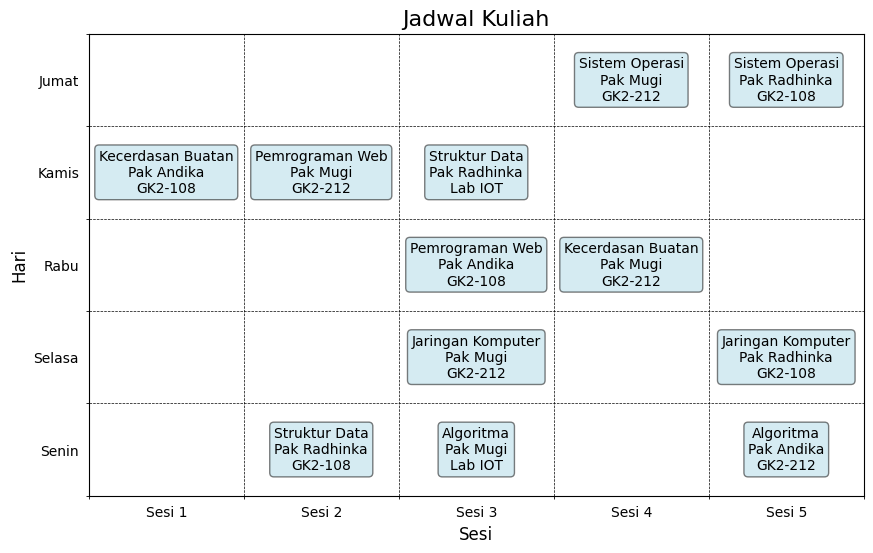 Jadwal Kuliah
Hari
Jumat
Sistem Operasi
Pak Mugi
GK2-212
Sistem Operasi
Pak Radhinka
GK2-108
Kamis
Kecerdasan Buatan
Pak Andika
GK2-108
Pemrograman Web
Pak Mugi
GK2-212
Struktur Data
Pak Radhinka
Lab IOT
Rabu
Pemrograman Web
Pak Andika
GK2-108
Kecerdasan Buatan
Pak Mugi
GK2-212
Selasa
Jaringan Komputer
Pak Mugi
GK2-212
Jaringan Komputer
Pak Radhinka
GK2-108
Senin
Struktur Data
Pak Radhinka
GK2-108
Algoritma
Pak Mugi
Lab IOT
Algoritma
Pak Andika
GK2-212
Sesi 1
Sesi 2
Sesi 3
Sesi 4
Sesi 5
Sesi